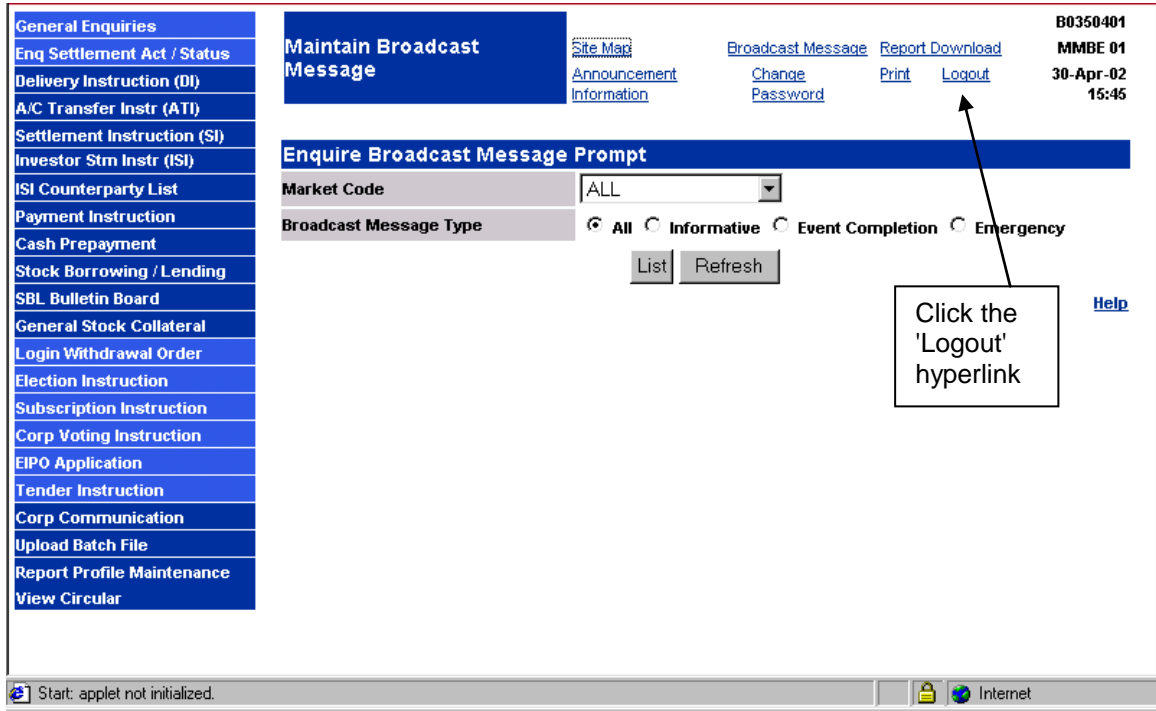 General Enquiries
Enq Settlement Act / Status
Delivery Instruction (DI)
A/C Transfer Instr (ATI)
Settlement Instruction (SI)
Investor Stm Instr (ISI)
ISI Counterparty List
Payment Instruction
Cash Prepayment
Stock Borrowing / Lending
SBL Bulletin Board
General Stock Collateral
Login Withdrawal Order
Election Instruction
Subscription Instruction
Corp Voting Instruction
EIPO Application
Tender Instruction
Corp Communication
Upload Batch File
Report Profile Maintenance
View Circular
Maintain Broadcast
Message
Site Map Broadcast Message Report Download
Announcement Change Print Logout
Information Password
B0350401
MMBE 01
30-Apr-02
15:45
Enquire Broadcast Message Prompt
Market Code ALL
Broadcast Message Type All Informative Event Completion Emergency
List Refresh
Help
Click the
'Logout'
hyperlink
Start: applet not initialized. Internet